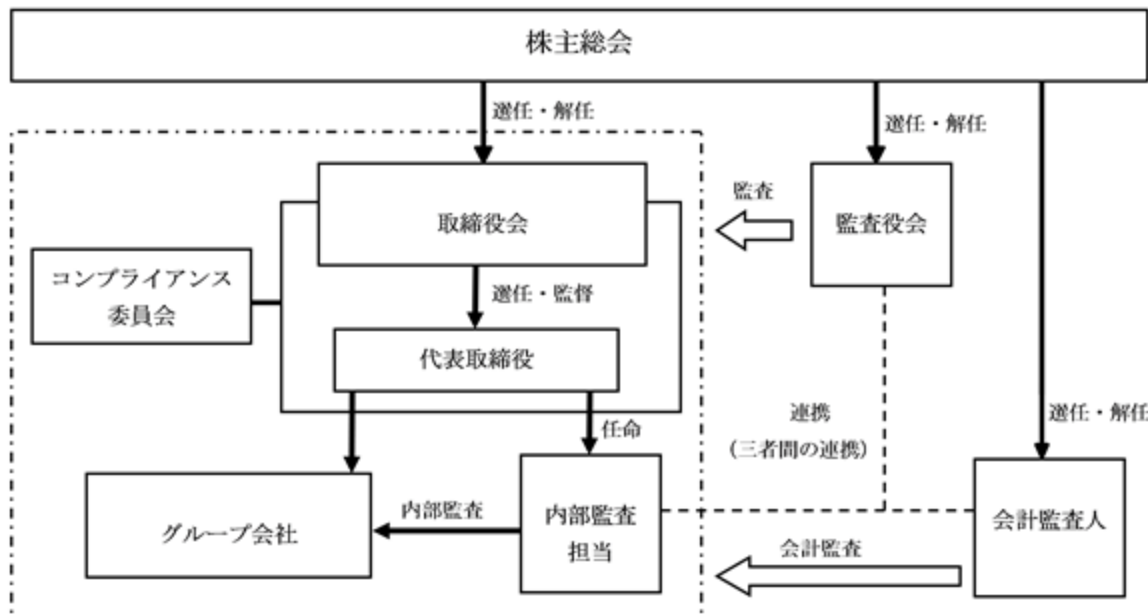 株主総会
選任・解任
選任・解任
監査
取締役会
監査役会
コンプライアンス
委員会
選任・監督
代表取締役
連携
(三者間の連携)
選任・解任
任命
グループ会社
内部監査
内部監査
担当
会計監査人
会計監査